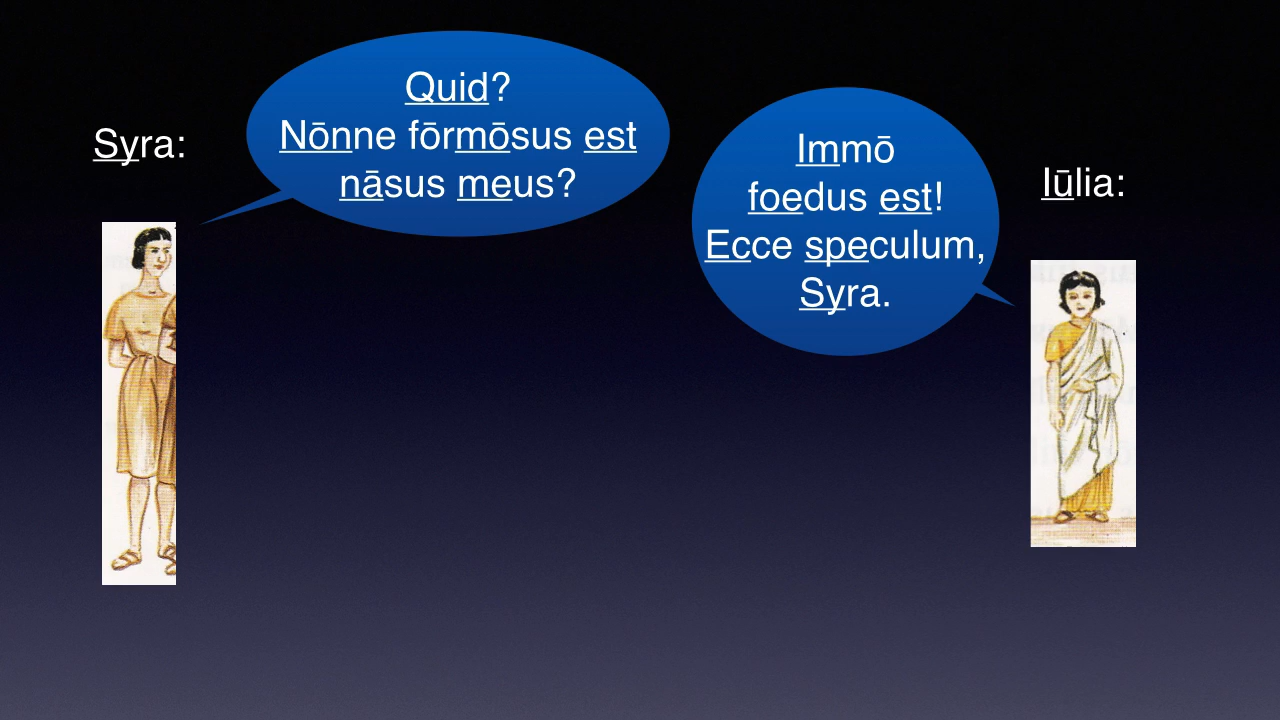 Syra:
Quid?
Nōnne fōrmōsus est
nāsus meus?
Immō
foedus est!
Ecce speculum,
Syra.
Iūlia: